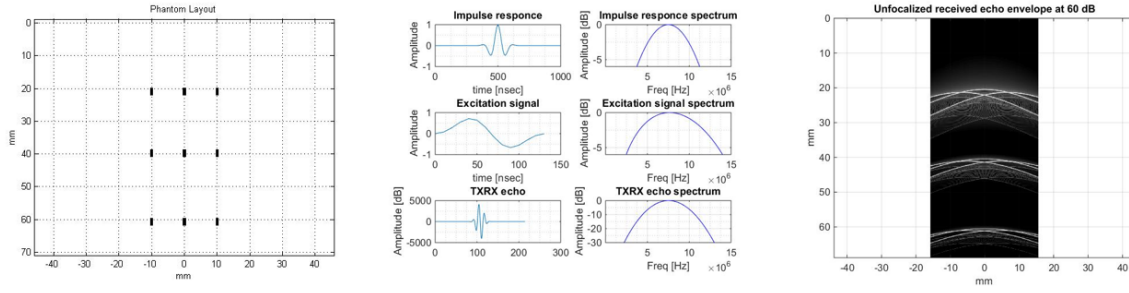 Phantom Layout
0
10
20
30
40
50
60
70
mm
-40 -20 0 20 40
mm
Impulse responce
Amplitude
1
0
-1
0 500 1000
time [nsec]
Impulse responce spectrum
Amplitude [dB]
0
-5
0 5 10 15
Freq [Hz] × 10^6
Excitation signal
Amplitude
1
0
-1
0 50 100 150
time [nsec]
Excitation signal spectrum
Amplitude [dB]
0
-5
0 5 10 15
Freq [Hz] × 10^6
TXRX echo
Amplitude [dB]
5000
0
-5000
0 100 200 300
TXRX echo spectrum
Amplitude [dB]
0
-10
-20
-30
0 5 10 15
Freq [Hz] × 10^6
Unfocalized received echo envelope at 60 dB
0
10
20
30
40
50
60
mm
-40 -30 -20 -10 0 10 20 30 40
mm